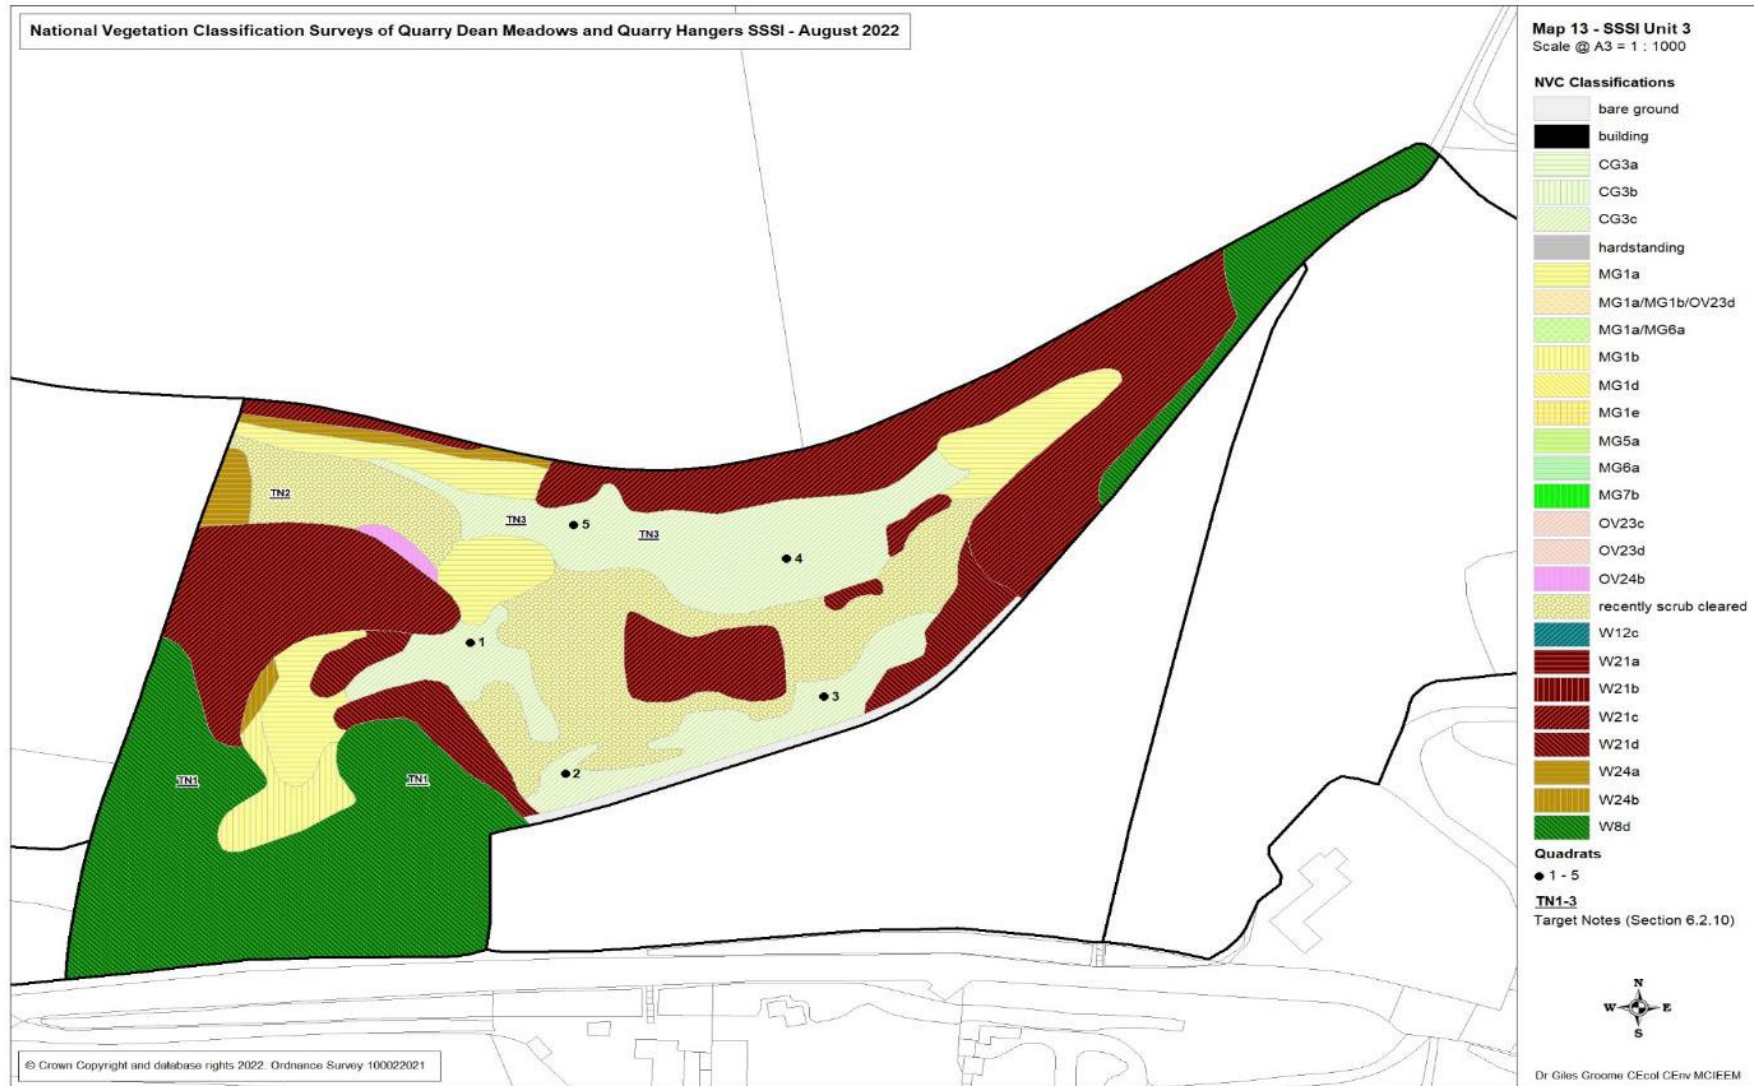 National Vegetation Classification Surveys of Quarry Dean Meadows and Quarry Hangers SSSI - August 2022
Map 13 - SSSI Unit 3
Scale @ A3 = 1 : 1000
NVC Classifications
bare ground
building
CG3a
CG3b
CG3c
hardstanding
MG1a
MG1a/MG1b/OV23d
MG1a/MG6a
MG1b
MG1d
MG1e
MG5a
MG6a
MG7b
OV23c
OV23d
OV24b
recently scrub cleared
W12c
W21a
W21b
W21c
W21d
W24a
W24b
W8d
Quadrats
1 - 5
TN1-3
Target Notes (Section 6.2.10)
N
W E
S
Dr Giles Groome CEcol CEnv MCIEEM
TN2
TN3
5
TN3
4
1
3
2
TN1
TN1
© Crown Copyright and database rights 2022. Ordnance Survey 100022021